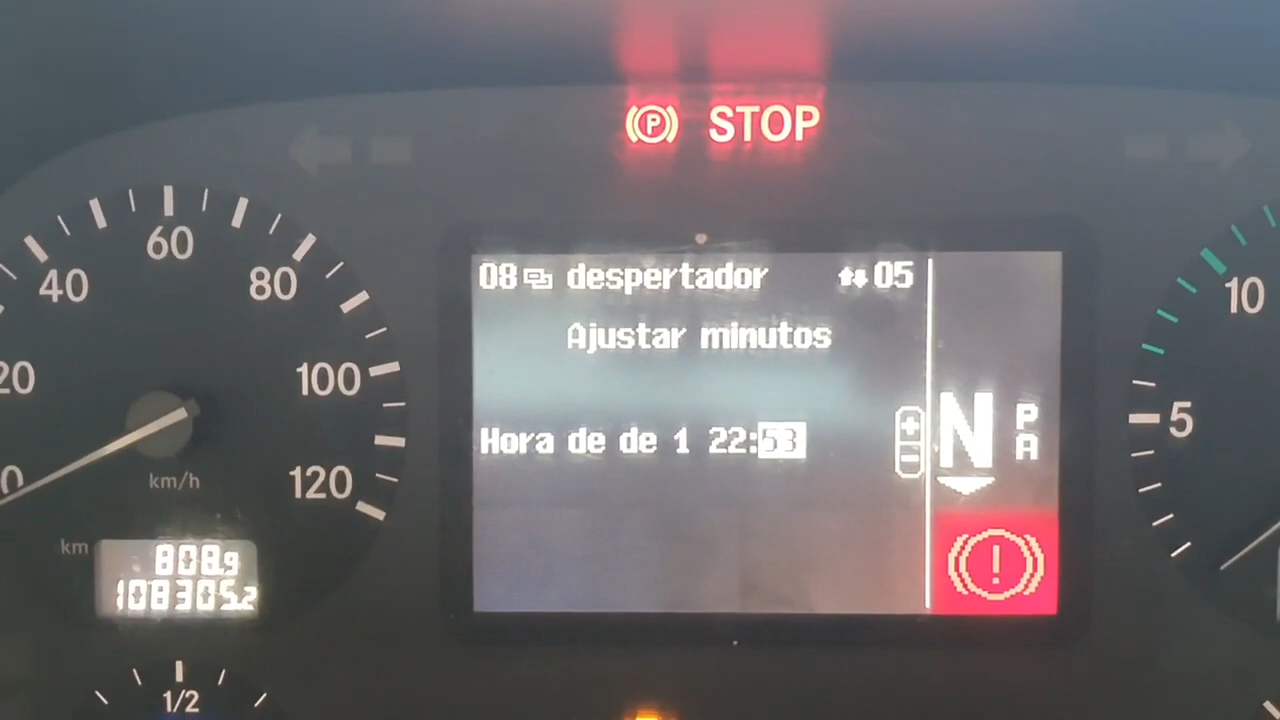 P STOP
60
40
80
20
100
120
0
km/h
km
808.9
108305.2
1/2
08 despertador 05
Ajustar minutos
Hora de de 1 22:53
+
-
N
P
A
!
10
5